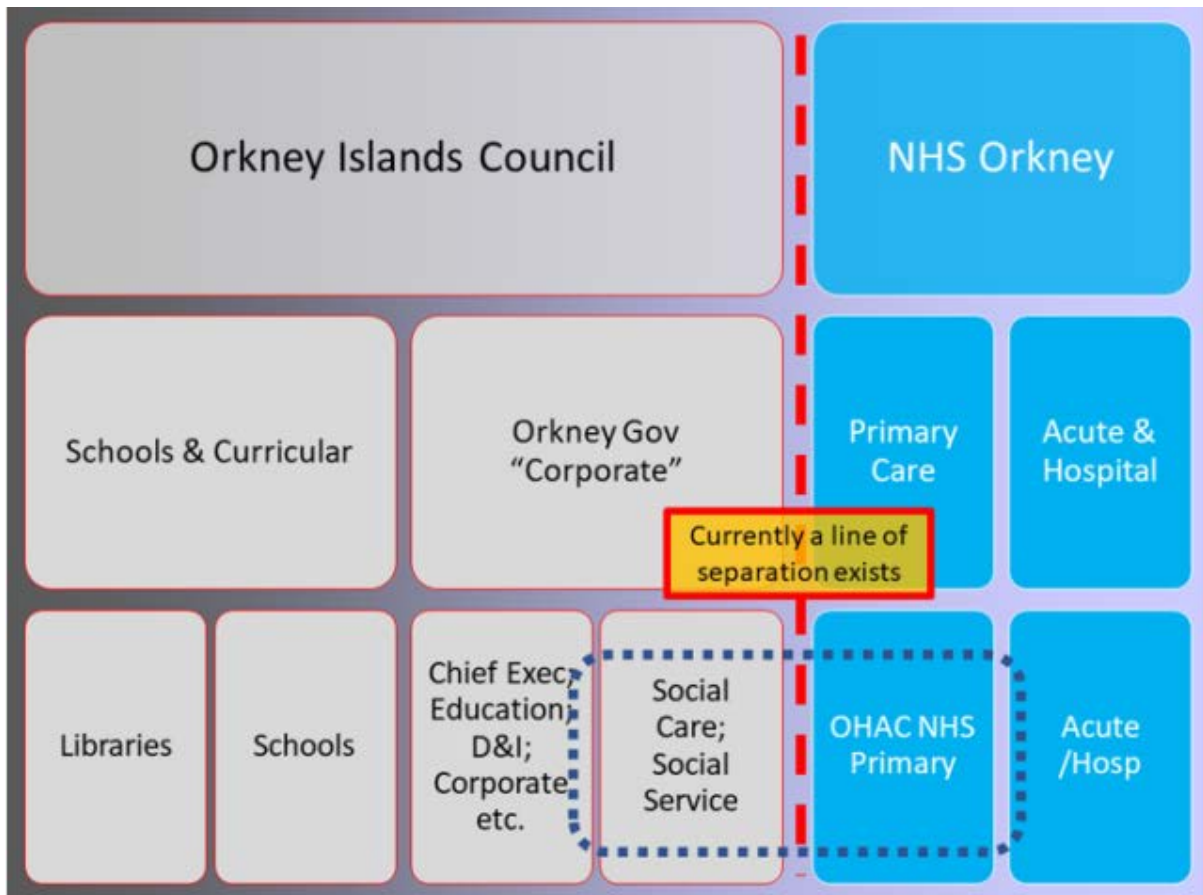 Orkney Islands Council
NHS Orkney
Schools & Curricular
Orkney Gov
“Corporate”
Primary
Care
Acute &
Hospital
Currently a line of
separation exists
Libraries
Schools
Chief Exec;
Education;
D&I;
Corporate
etc.
Social
Care;
Social
Service
OHAC NHS
Primary
Acute
/Hosp